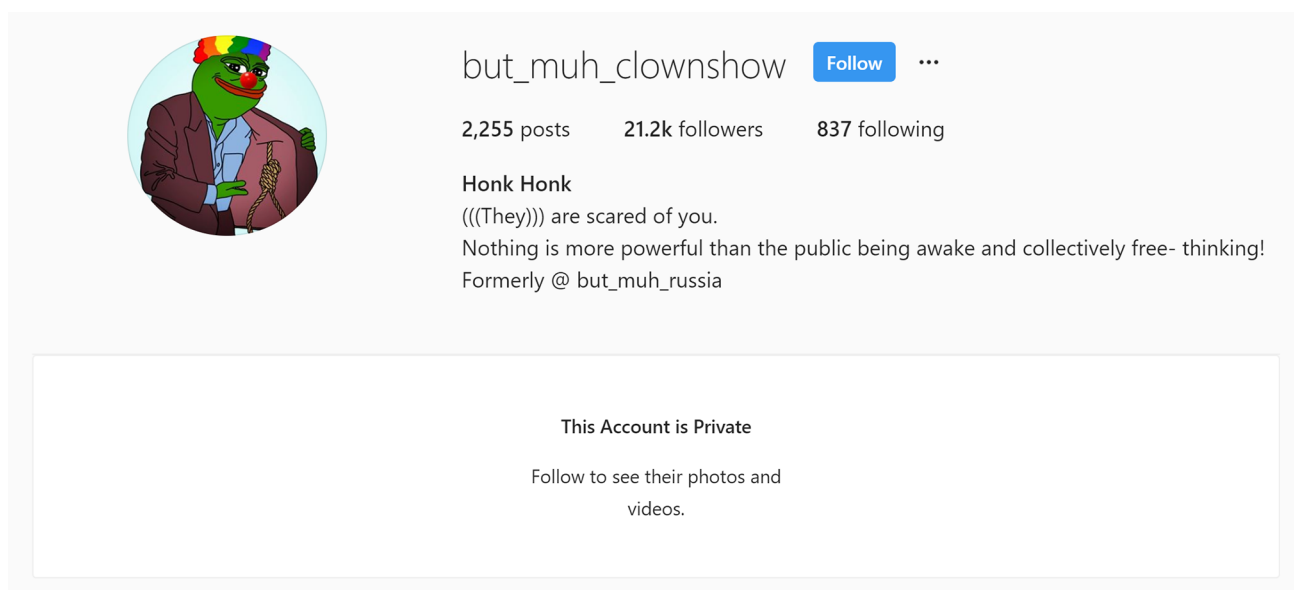 but_muh_clownshow Follow ···
2,255 posts 21.2k followers 837 following
Honk Honk
(((They))) are scared of you.
Nothing is more powerful than the public being awake and collectively free- thinking!
Formerly @ but_muh_russia
This Account is Private
Follow to see their photos and
videos.